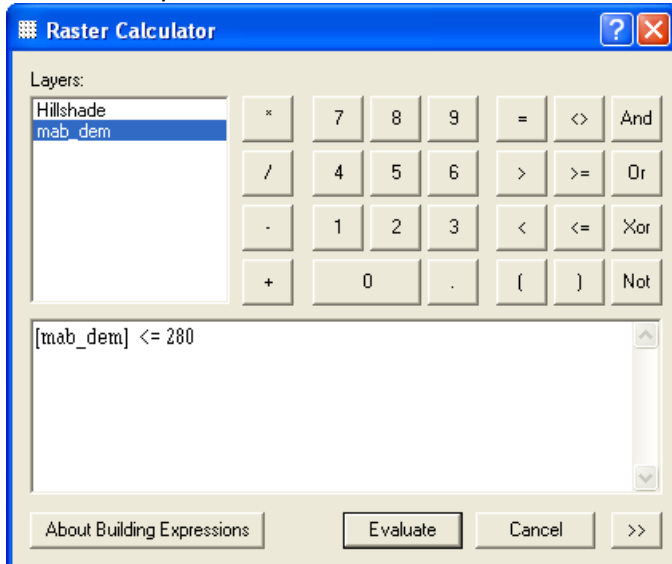 Raster Calculator
Layers:
Hillshade
mab_dem
* 7 8 9 = <> And
/ 4 5 6 > >= Or
- 1 2 3 < <= Xor
+ 0 . ( ) Not
[mab_dem] <= 280
About Building Expressions Evaluate Cancel >>